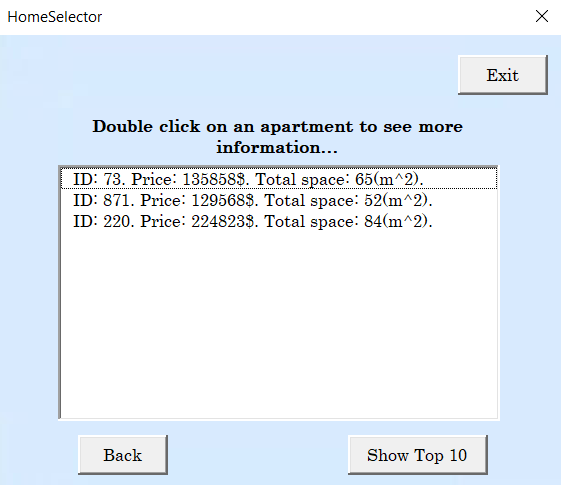 HomeSelector
Exit
Double click on an apartment to see more
information...
ID: 73. Price: 135858$. Total space: 65(m^2).
ID: 871. Price: 129568$. Total space: 52(m^2).
ID: 220. Price: 224823$. Total space: 84(m^2).
Back
Show Top 10